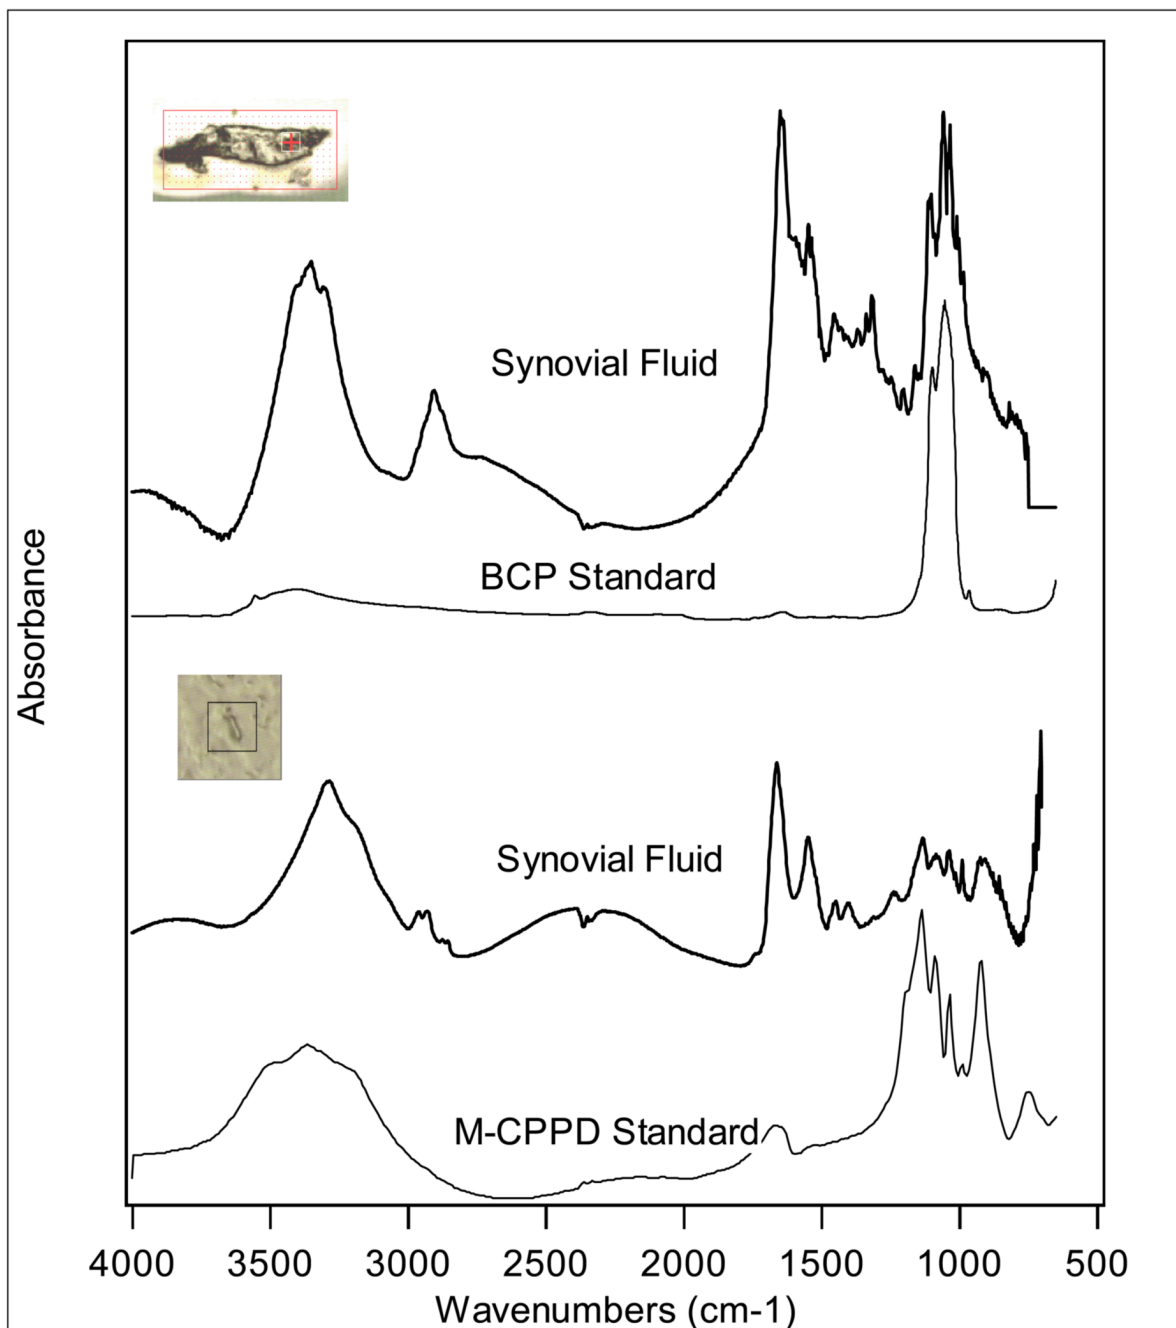 Synovial Fluid
BCP Standard
Synovial Fluid
M-CPPD Standard
Absorbance
4000 3500 3000 2500 2000 1500 1000 500
Wavenumbers (cm-1)